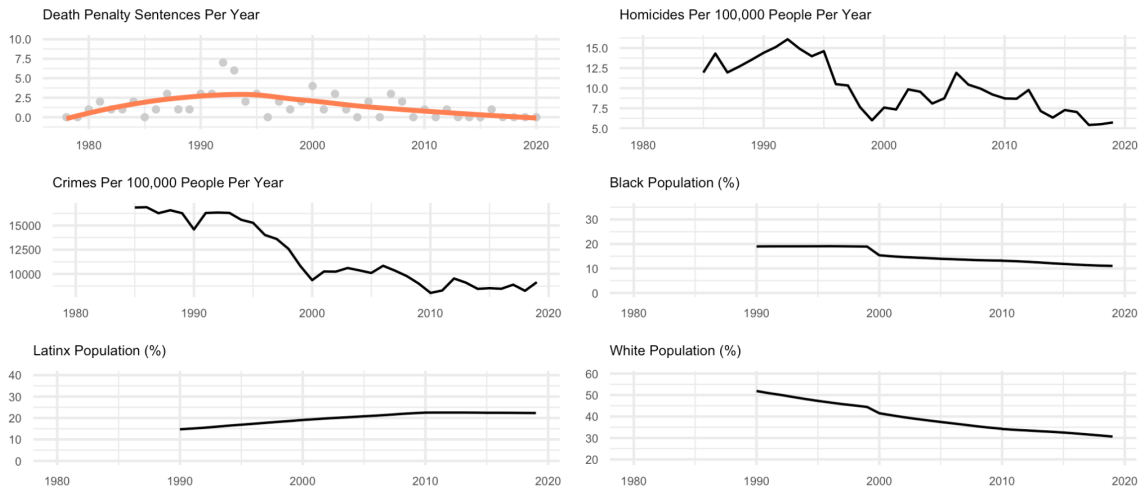 Death Penalty Sentences Per Year
10.0
7.5
5.0
2.5
0.0
1980 1990 2000 2010 2020
Homicides Per 100,000 People Per Year
15.0
12.5
10.0
7.5
5.0
1980 1990 2000 2010 2020
Crimes Per 100,000 People Per Year
15000
12500
10000
1980 1990 2000 2010 2020
Black Population (%)
30
20
10
0
1980 1990 2000 2010 2020
Latinx Population (%)
40
30
20
10
0
1980 1990 2000 2010 2020
White Population (%)
60
50
40
30
20
1980 1990 2000 2010 2020